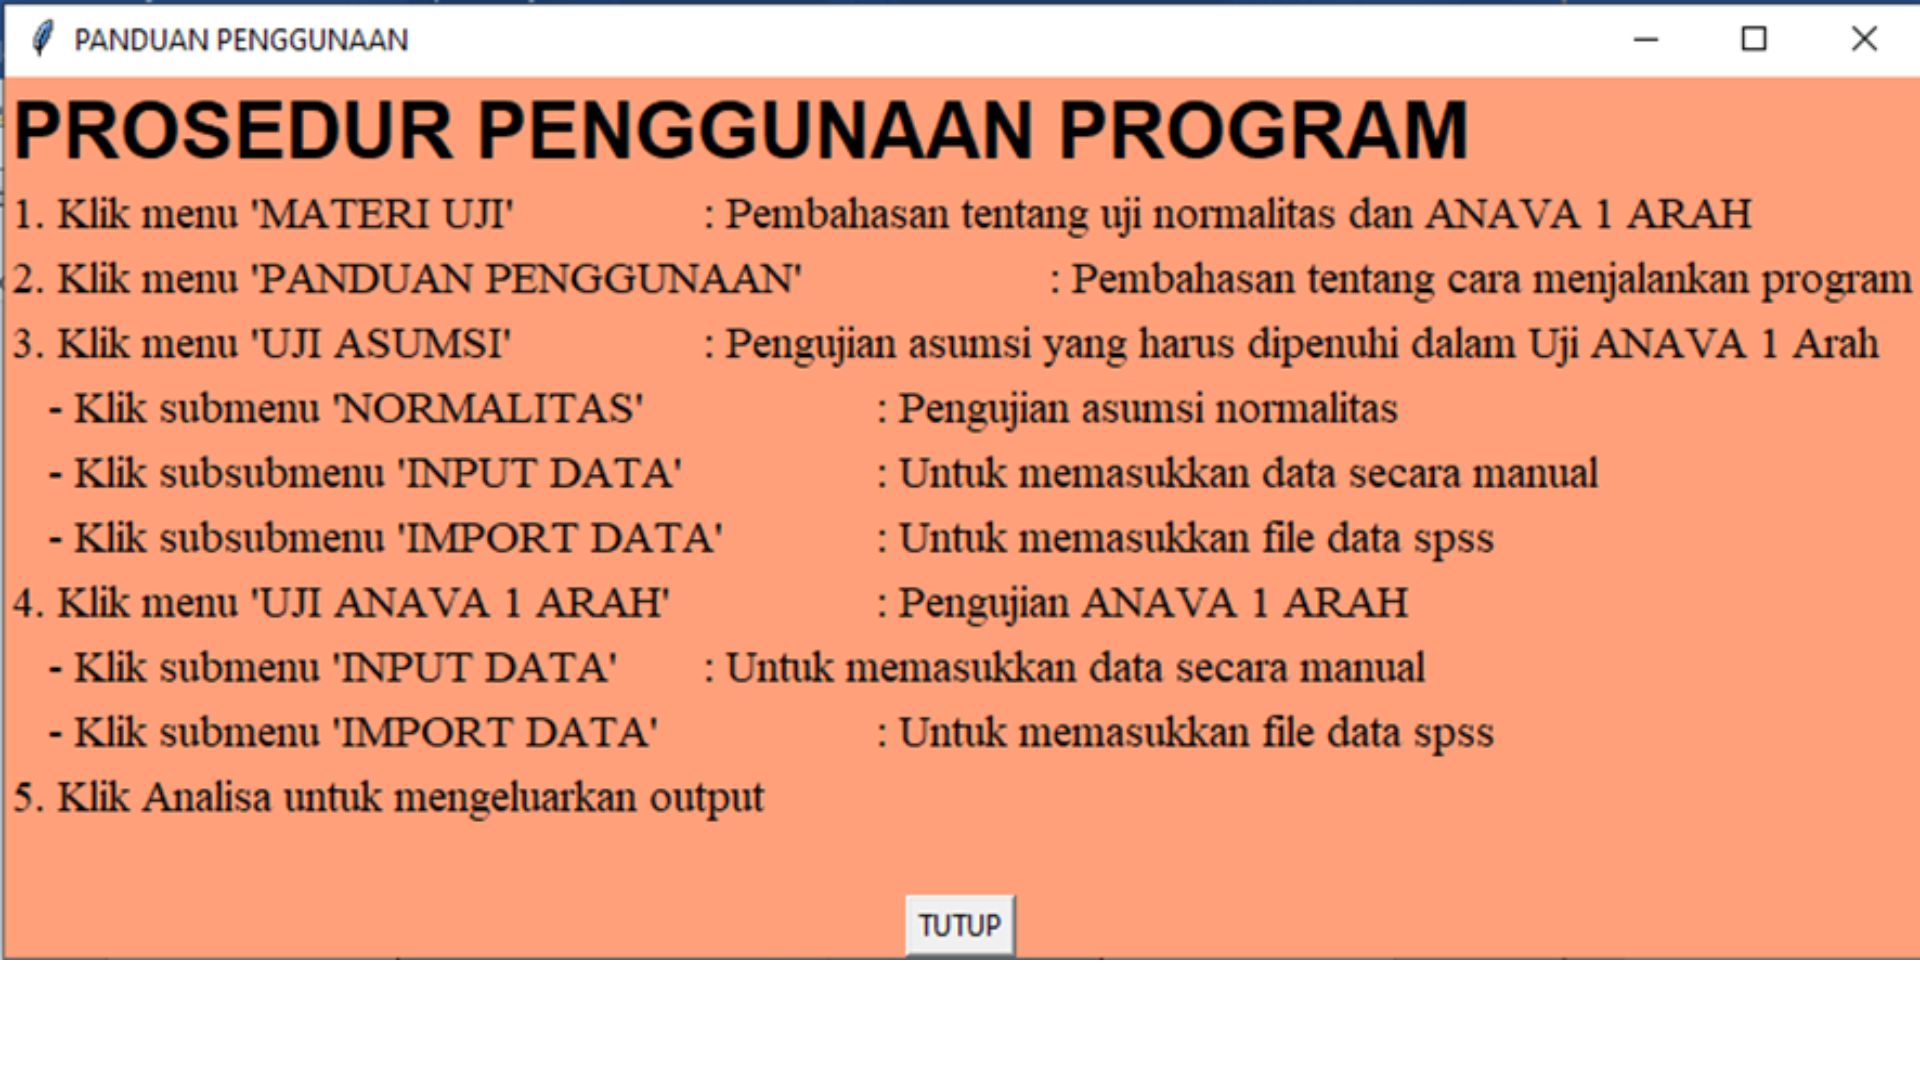 PANDUAN PENGGUNAAN
PROSEDUR PENGGUNAAN PROGRAM
1. Klik menu 'MATERI UJI' : Pembahasan tentang uji normalitas dan ANAVA 1 ARAH
2. Klik menu 'PANDUAN PENGGUNAAN' : Pembahasan tentang cara menjalankan program
3. Klik menu 'UJI ASUMSI' : Pengujian asumsi yang harus dipenuhi dalam Uji ANAVA 1 Arah
- Klik submenu 'NORMALITAS' : Pengujian asumsi normalitas
- Klik subsubmenu 'INPUT DATA' : Untuk memasukkan data secara manual
- Klik subsubmenu 'IMPORT DATA' : Untuk memasukkan file data spss
4. Klik menu 'UJI ANAVA 1 ARAH' : Pengujian ANAVA 1 ARAH
- Klik submenu 'INPUT DATA' : Untuk memasukkan data secara manual
- Klik submenu 'IMPORT DATA' : Untuk memasukkan file data spss
5. Klik Analisa untuk mengeluarkan output
TUTUP